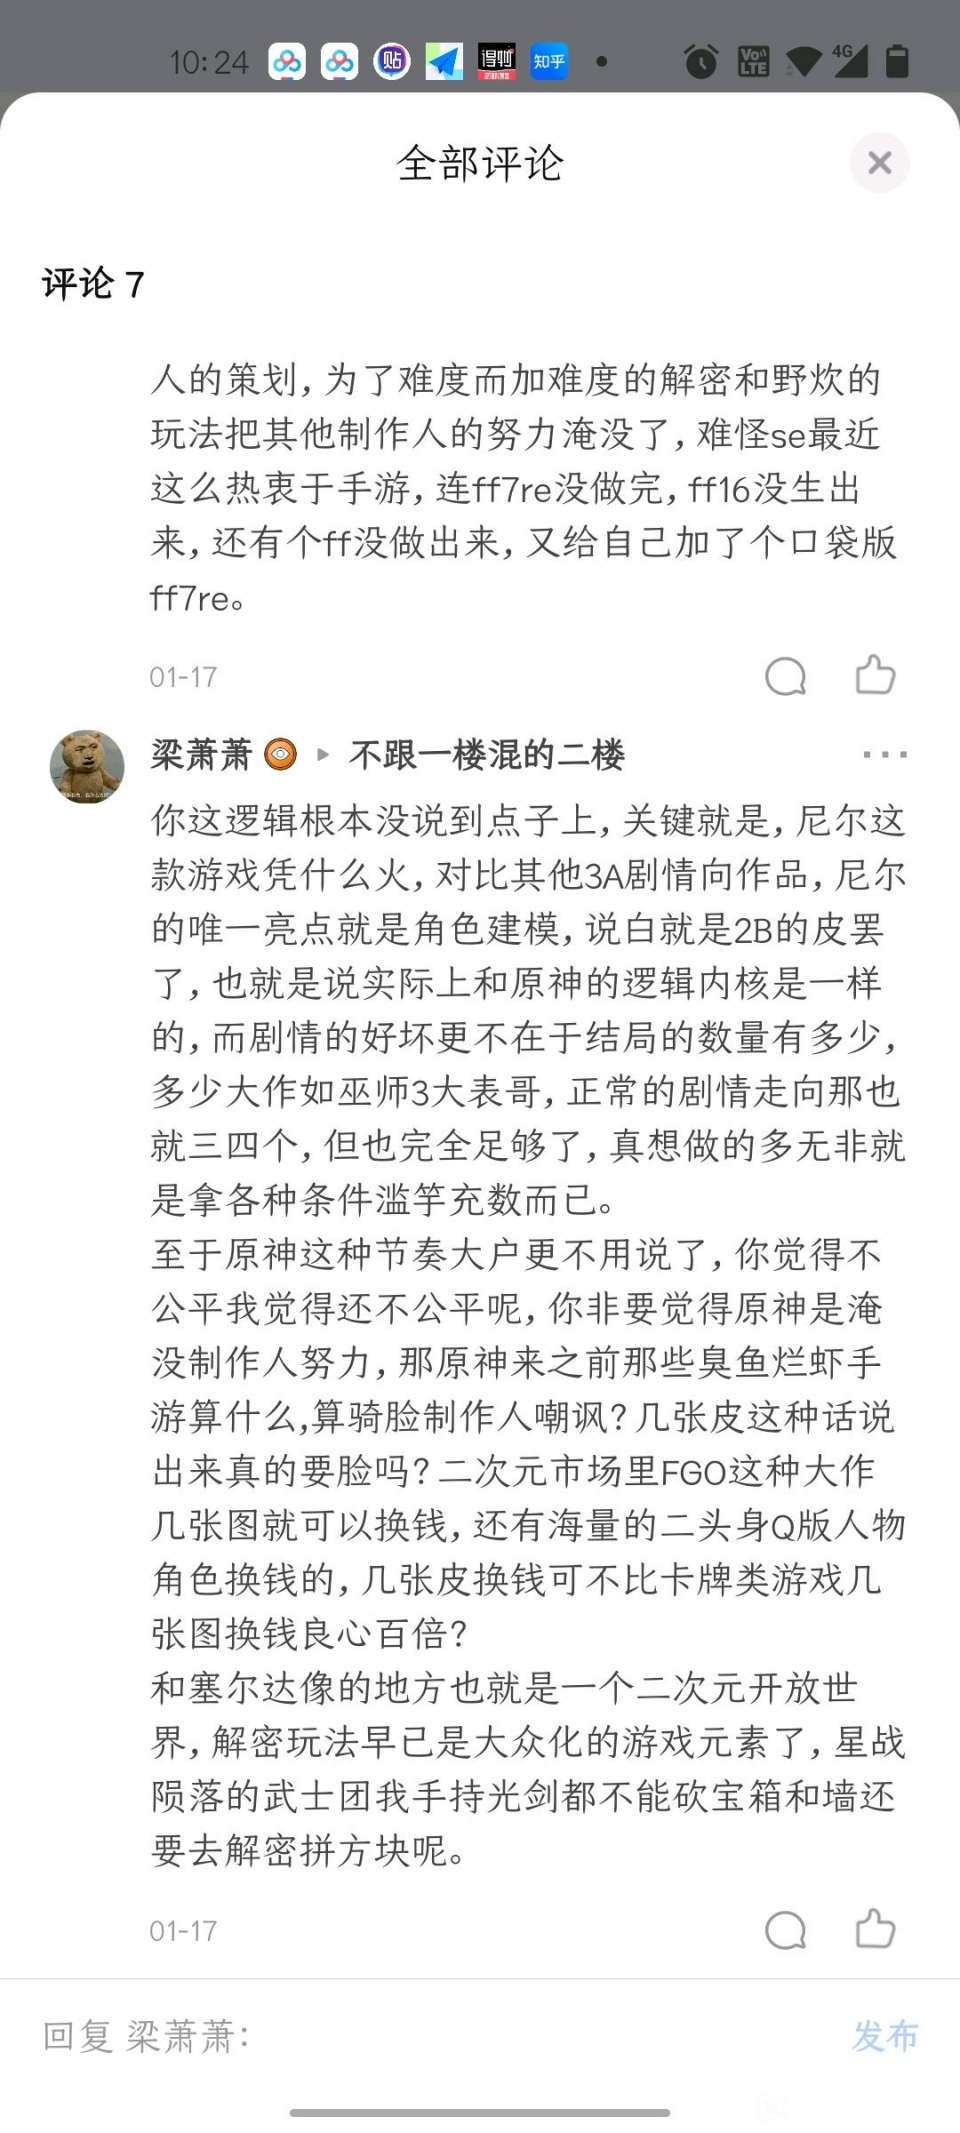 10:24
贴
得物
知乎
Vo
LTE
4G
全部评论
评论 7
人的策划,为了难度而加难度的解密和野炊的
玩法把其他制作人的努力淹没了,难怪se最近
这么热衷于手游,连ff7re没做完,ff16没生出
来,还有个ff没做出来,又给自己加了个口袋版
ff7re。
01-17
梁萧萧 ▸ 不跟一楼混的二楼
你这逻辑根本没说到点子上,关键就是,尼尔这
款游戏凭什么火,对比其他3A剧情向作品,尼尔
的唯一亮点就是角色建模,说白就是2B的皮罢
了,也就是说实际上和原神的逻辑内核是一样
的,而剧情的好坏更不在于结局的数量有多少,
多少大作如巫师3大表哥,正常的剧情走向那也
就三四个,但也完全足够了,真想做的多无非就
是拿各种条件滥竽充数而已。
至于原神这种节奏大户更不用说了,你觉得不
公平我觉得还不公平呢,你非要觉得原神是淹
没制作人努力,那原神来之前那些臭鱼烂虾手
游算什么,算骑脸制作人嘲讽?几张皮这种话说
出来真的要脸吗?二次元市场里FGO这种大作
几张图就可以换钱,还有海量的二头身Q版人物
角色换钱的,几张皮换钱可不比卡牌类游戏几
张图换钱良心百倍?
和塞尔达像的地方也就是一个二次元开放世
界,解密玩法早已是大众化的游戏元素了,星战
陨落的武士团我手持光剑都不能砍宝箱和墙还
要去解密拼方块呢。
01-17
回复 梁萧萧:
发布